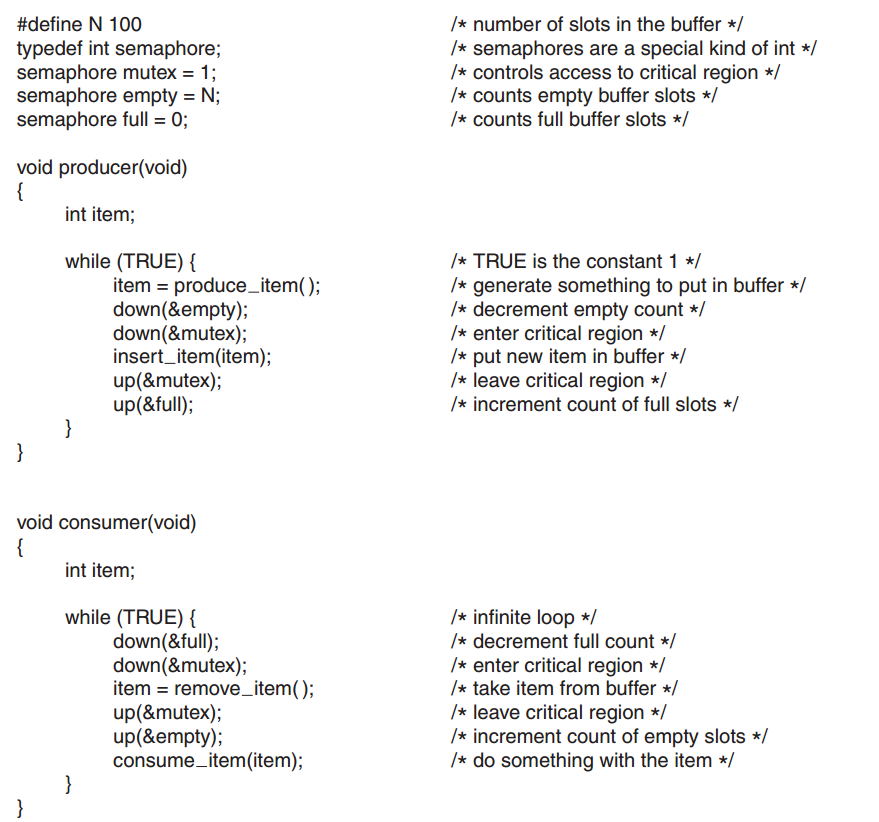 #define N 100 /* number of slots in the buffer */
typedef int semaphore; /* semaphores are a special kind of int */
semaphore mutex = 1; /* controls access to critical region */
semaphore empty = N; /* counts empty buffer slots */
semaphore full = 0; /* counts full buffer slots */
void producer(void)
{
int item;
while (TRUE) { /* TRUE is the constant 1 */
item = produce_item( ); /* generate something to put in buffer */
down(&empty); /* decrement empty count */
down(&mutex); /* enter critical region */
insert_item(item); /* put new item in buffer */
up(&mutex); /* leave critical region */
up(&full); /* increment count of full slots */
}
}
void consumer(void)
{
int item;
while (TRUE) { /* infinite loop */
down(&full); /* decrement full count */
down(&mutex); /* enter critical region */
item = remove_item( ); /* take item from buffer */
up(&mutex); /* leave critical region */
up(&empty); /* increment count of empty slots */
consume_item(item); /* do something with the item */
}
}